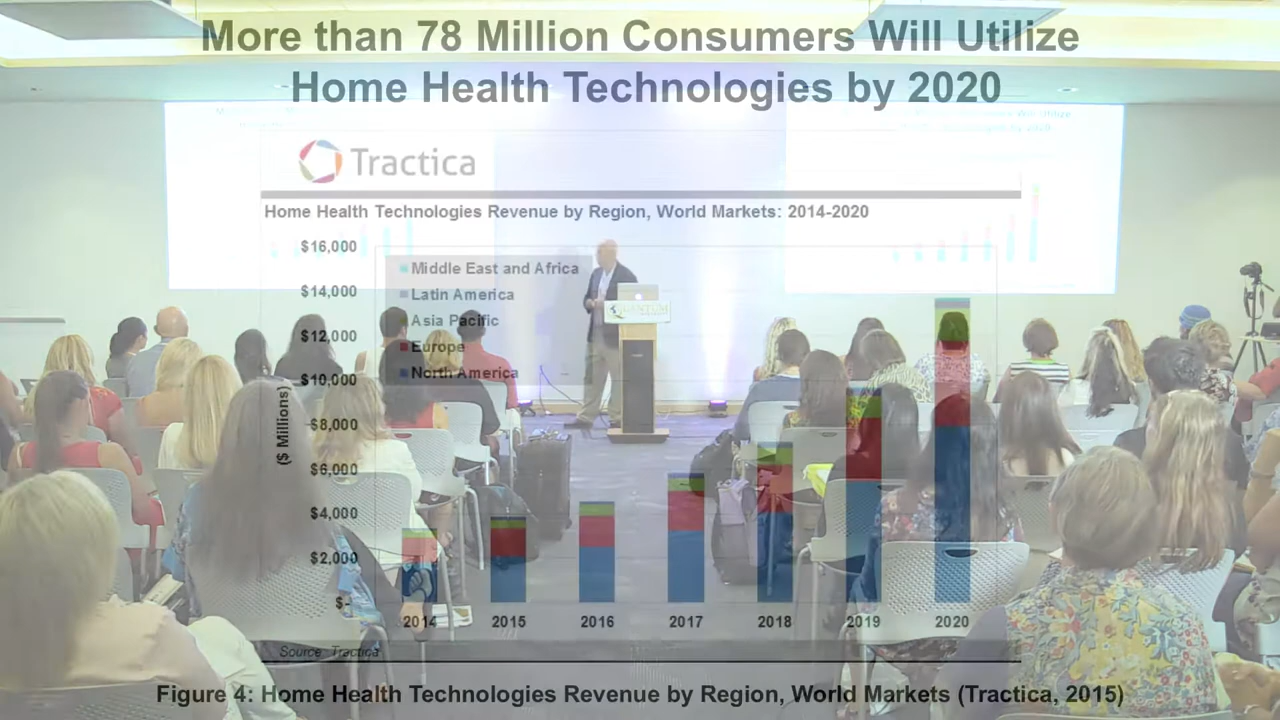 More than 78 Million Consumers Will Utilize
Home Health Technologies by 2020
Tractica
Home Health Technologies Revenue by Region, World Markets: 2014-2020
$16,000
$14,000
$12,000
$10,000
$8,000
$6,000
$4,000
$2,000
$-
($ Millions)
Middle East and Africa
Latin America
Asia Pacific
Europe
North America
2014 2015 2016 2017 2018 2019 2020
Source: Tractica
Figure 4: Home Health Technologies Revenue by Region, World Markets (Tractica, 2015)